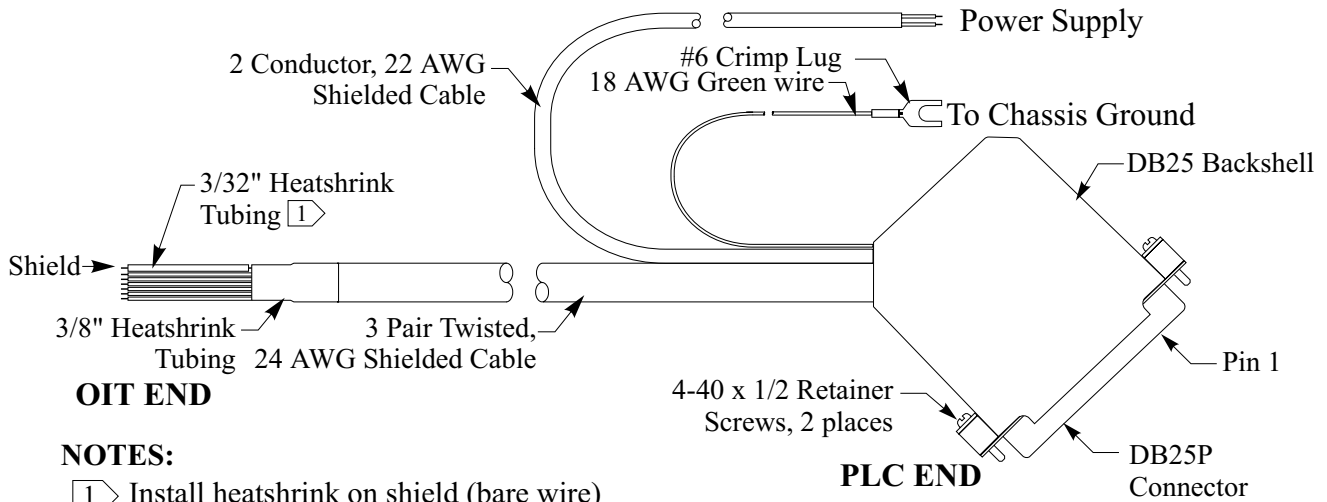 Power Supply
2 Conductor, 22 AWG
Shielded Cable
#6 Crimp Lug
18 AWG Green wire
To Chassis Ground
DB25 Backshell
3/32" Heatshrink
Tubing 1
Shield
3/8" Heatshrink
Tubing
3 Pair Twisted,
24 AWG Shielded Cable
OIT END
Pin 1
4-40 x 1/2 Retainer
Screws, 2 places
PLC END
DB25P
Connector
NOTES:
1 Install heatshrink on shield (bare wire)